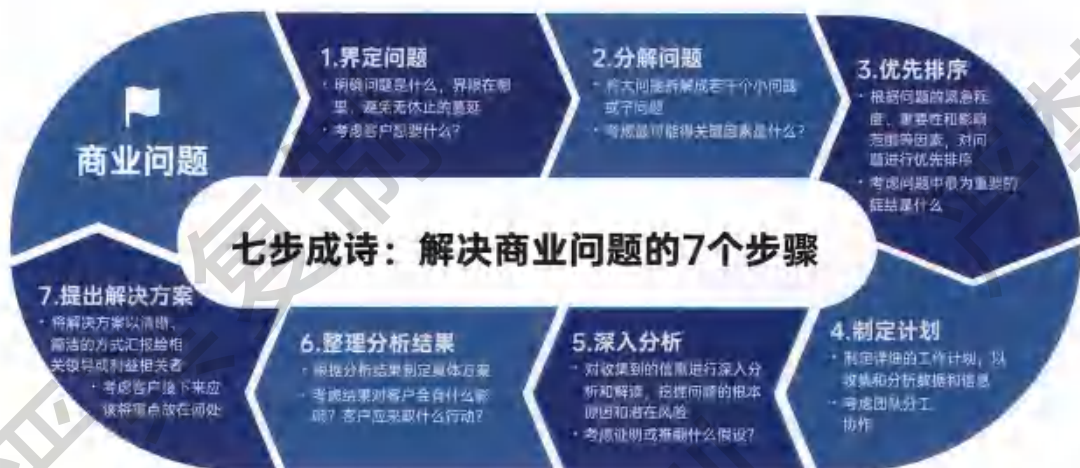 商业问题
1.界定问题
· 明确问题是什么，界限在哪
里，避免无休止的蔓延
· 考虑客户想要什么？
2.分解问题
· 将大问题拆解成若干个小问题
或子问题
· 考虑最可能得关键因素是什么？
3.优先排序
· 根据问题的紧急程
度、重要性和影响
范围等因素，对问
题进行优先排序
· 考虑问题中最为重要的
症结是什么
七步成诗：解决商业问题的7个步骤
4.制定计划
· 制定详细的工作计划，以
收集和分析数据和信息
· 考虑团队分工
协作
5.深入分析
· 对收集到的信息进行深入分
析和解读，挖掘问题的根本
原因和潜在风险
· 考虑证明或推翻什么假设？
6.整理分析结果
· 根据分析结果制定具体方案
· 考虑结果对客户会有什么影
响？客户应采取什么行动？
7.提出解决方案
· 将解决方案以清晰、
简洁的方式汇报给相
关领导或利益相关者
· 考虑客户接下来应
该将重点放在何处
复制